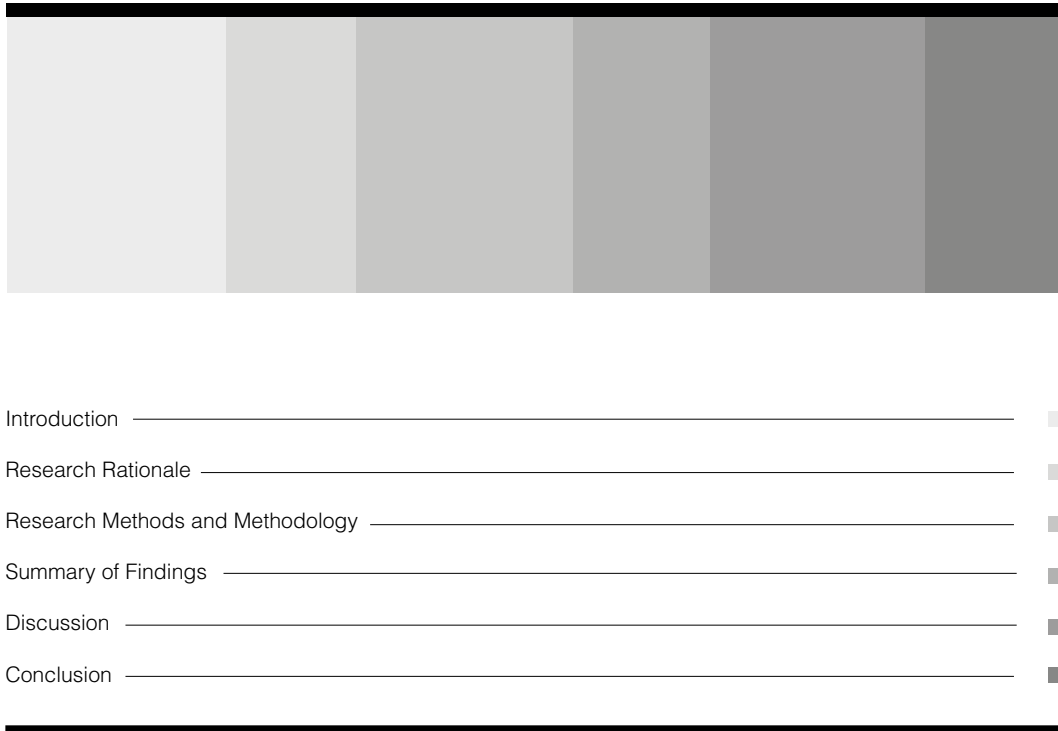 Introduction
Research Rationale
Research Methods and Methodology
Summary of Findings
Discussion
Conclusion